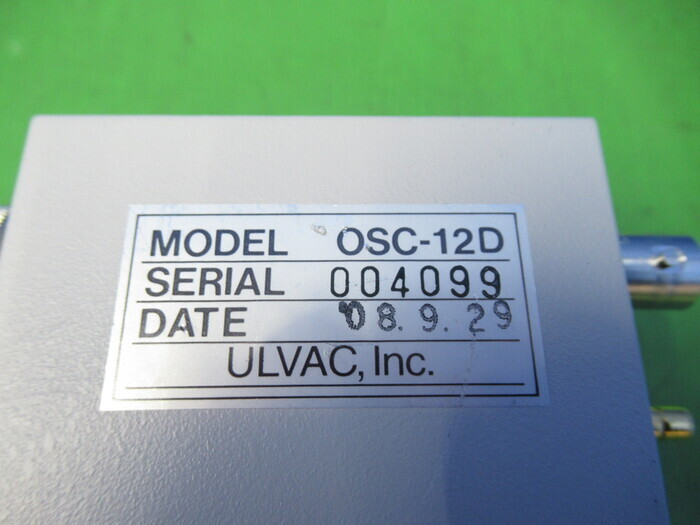 MODEL OSC-12D
SERIAL 004099
DATE '08.9.29
ULVAC, Inc.